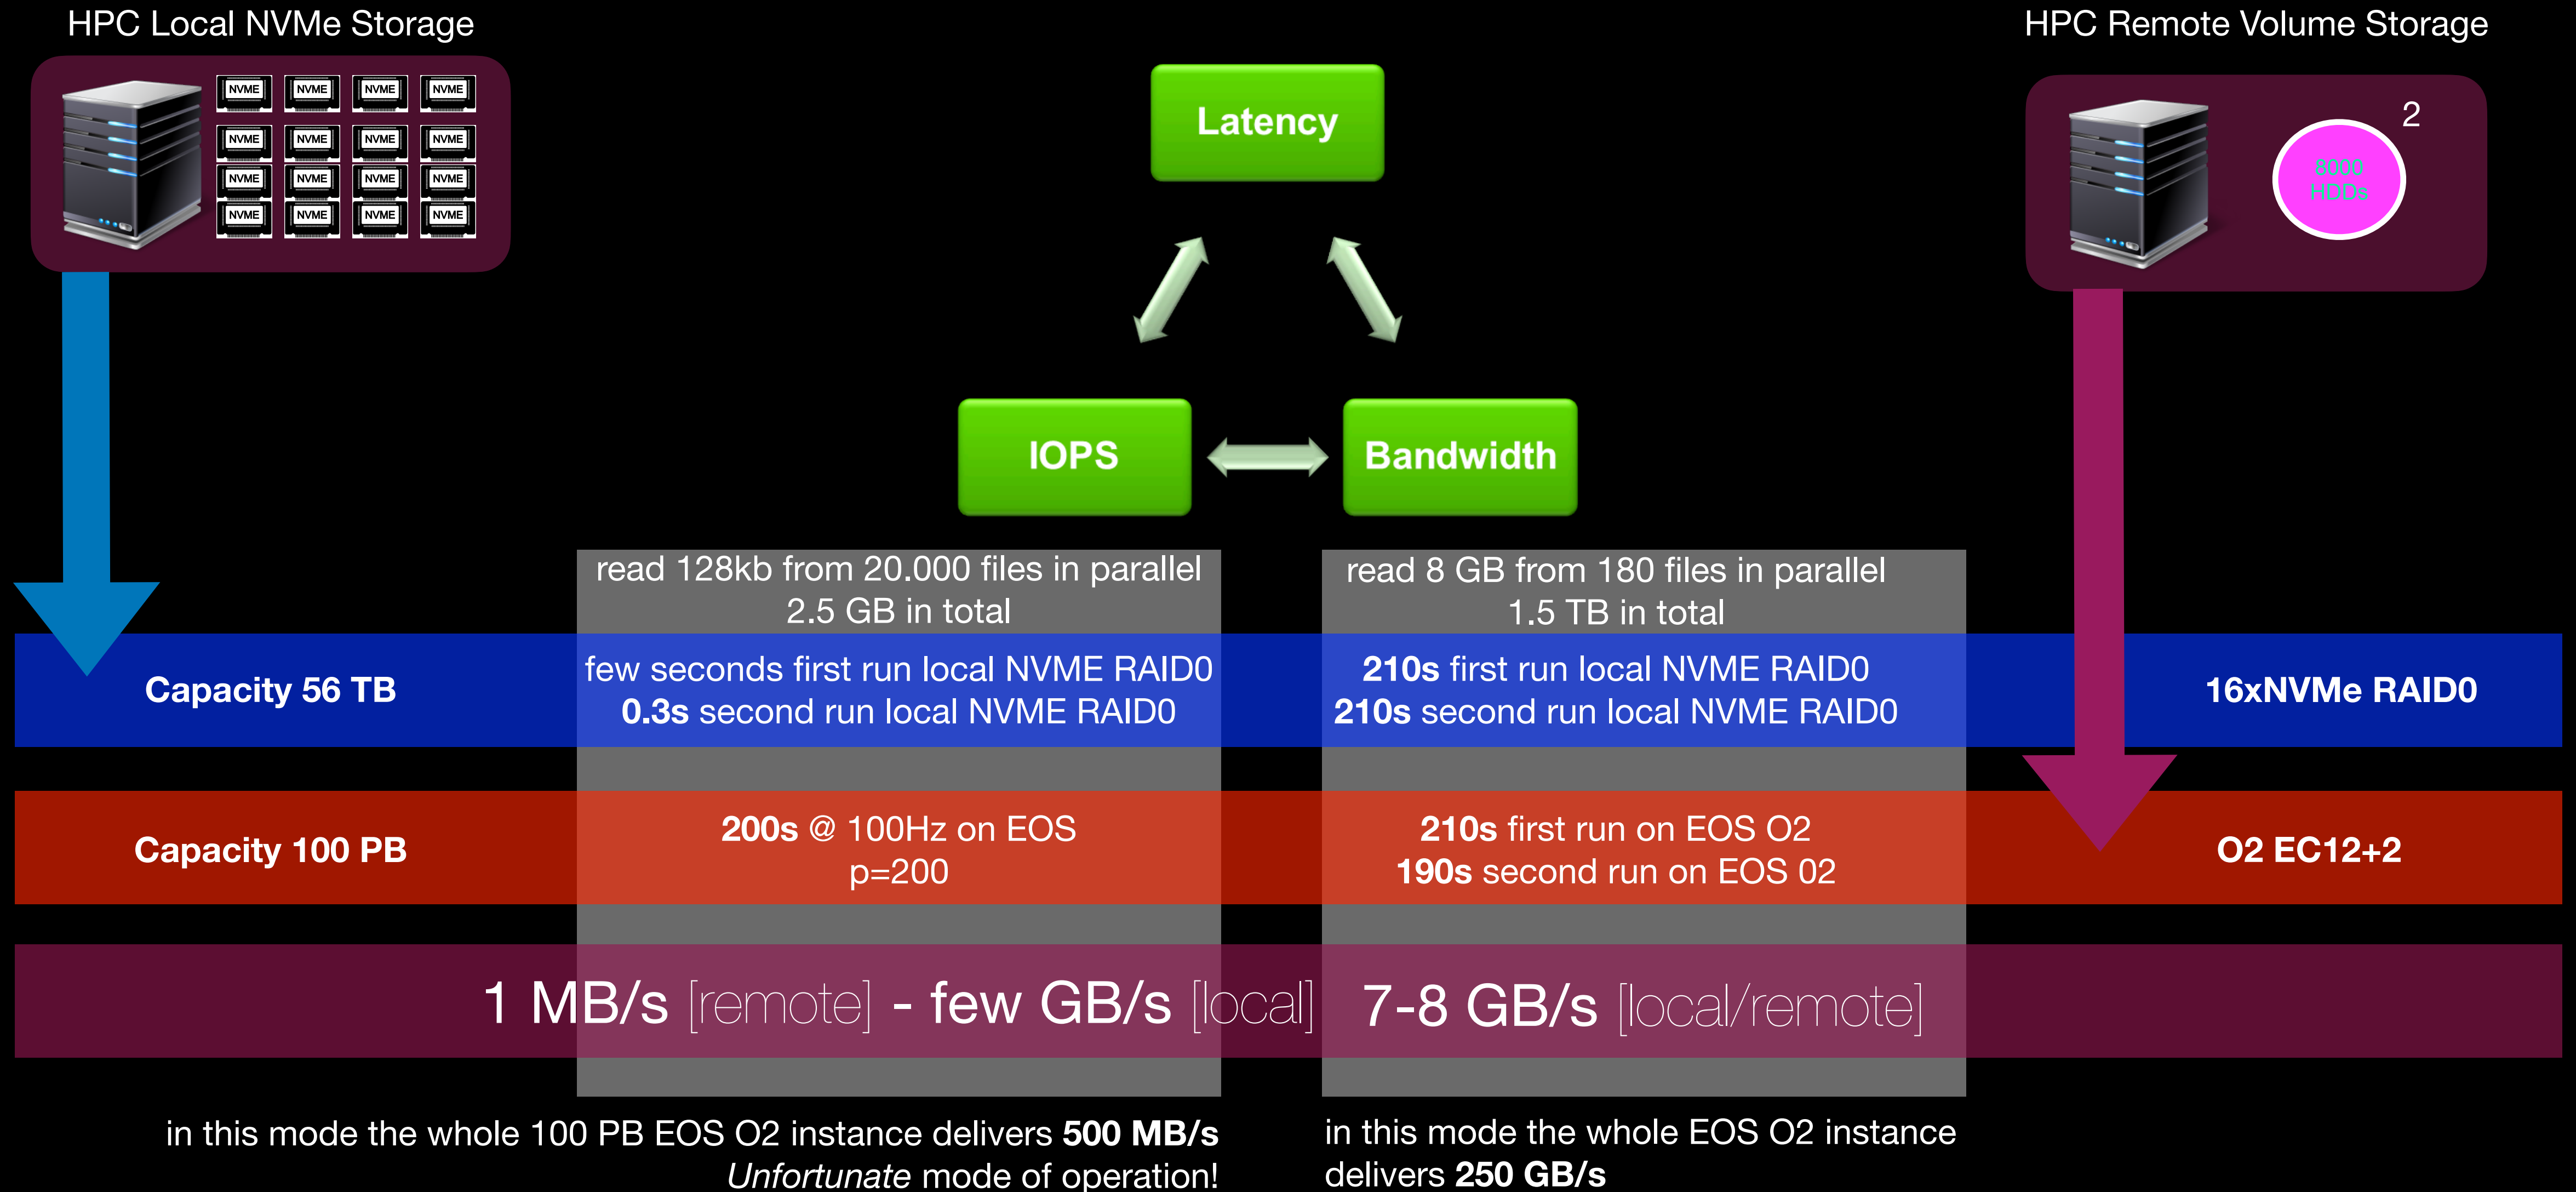 HPC Local NVMe Storage
HPC Remote Volume Storage
NVME NVME NVME NVME
NVME NVME NVME NVME
NVME NVME NVME NVME
NVME NVME NVME NVME
2
8000
HDDs
Latency
IOPS
Bandwidth
read 128kb from 20.000 files in parallel
2.5 GB in total
read 8 GB from 180 files in parallel
1.5 TB in total
Capacity 56 TB
few seconds first run local NVME RAID0
0.3s second run local NVME RAID0
210s first run local NVME RAID0
210s second run local NVME RAID0
16xNVMe RAID0
Capacity 100 PB
200s @ 100Hz on EOS
p=200
210s first run on EOS O2
190s second run on EOS 02
O2 EC12+2
1 MB/s [remote] - few GB/s [local]
7-8 GB/s [local/remote]
in this mode the whole 100 PB EOS O2 instance delivers 500 MB/s
Unfortunate mode of operation!
in this mode the whole EOS O2 instance
delivers 250 GB/s